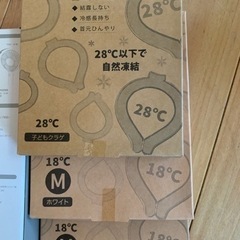 結露しない
冷感長持ち
首元ひんやり
28℃以下で
自然凍結
28℃
28℃
28℃
子どもクラゲ
18℃
18℃
M
ホワイト
18℃
18℃
M